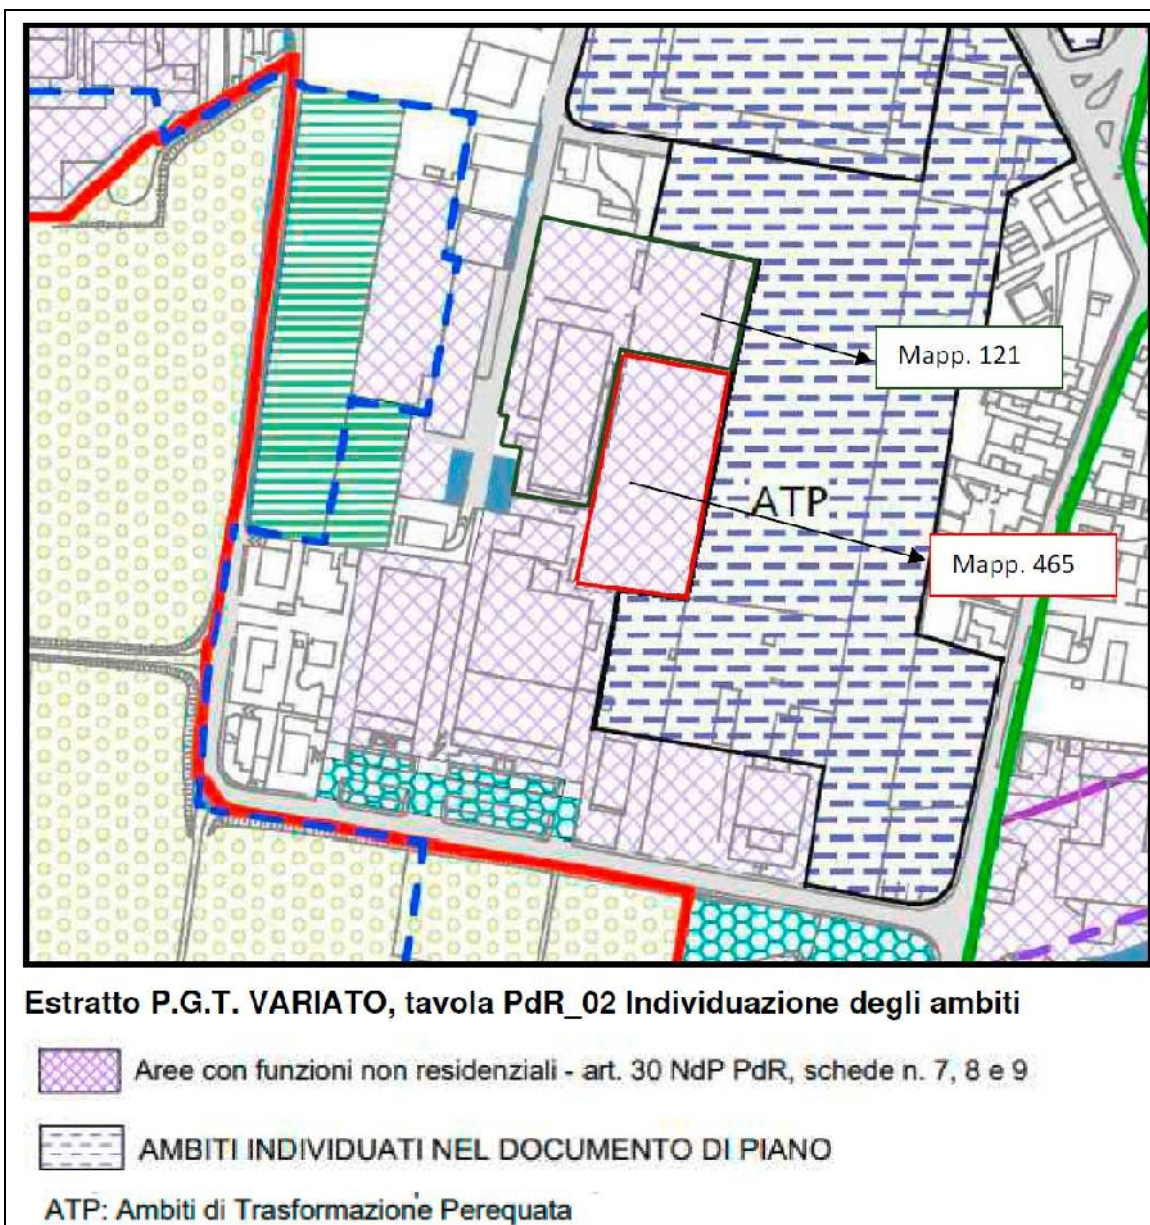 Mapp. 121
ATP
Mapp. 465
Estratto P.G.T. VARIATO, tavola PdR_02 Individuazione degli ambiti
Aree con funzioni non residenziali - art. 30 NdP PdR, schede n. 7, 8 e 9
AMBITI INDIVIDUATI NEL DOCUMENTO DI PIANO
ATP: Ambiti di Trasformazione Perequata